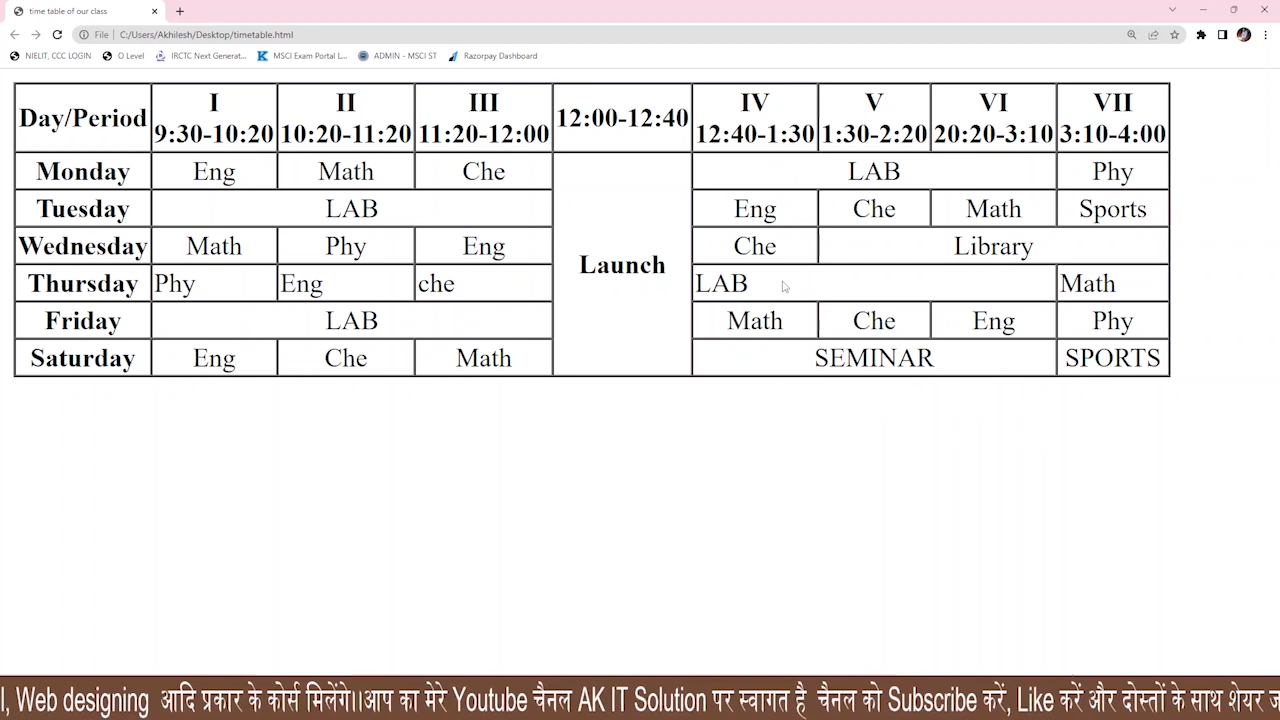 time table of our class
File C:/Users/Akhilesh/Desktop/timetable.html
NIELIT, CCC LOGIN O Level IRCTC Next Generat... MSCI Exam Portal L... ADMIN - MSCI ST Razorpay Dashboard
Day/Period I 9:30-10:20 II 10:20-11:20 III 11:20-12:00 12:00-12:40 IV 12:40-1:30 V 1:30-2:20 VI 20:20-3:10 VII 3:10-4:00
Monday Eng Math Che Launch LAB Phy
Tuesday LAB Eng Che Math Sports
Wednesday Math Phy Eng Che Library
Thursday Phy Eng che LAB Math
Friday LAB Math Che Eng Phy
Saturday Eng Che Math SEMINAR SPORTS
l, Web designing आदि प्रकार के कोर्स मिलेंगे।।आप का मेरे Youtube चैनल AK IT Solution पर स्वागत है चैनल को Subscribe करें, Like करें और दोस्तों के साथ शेयर